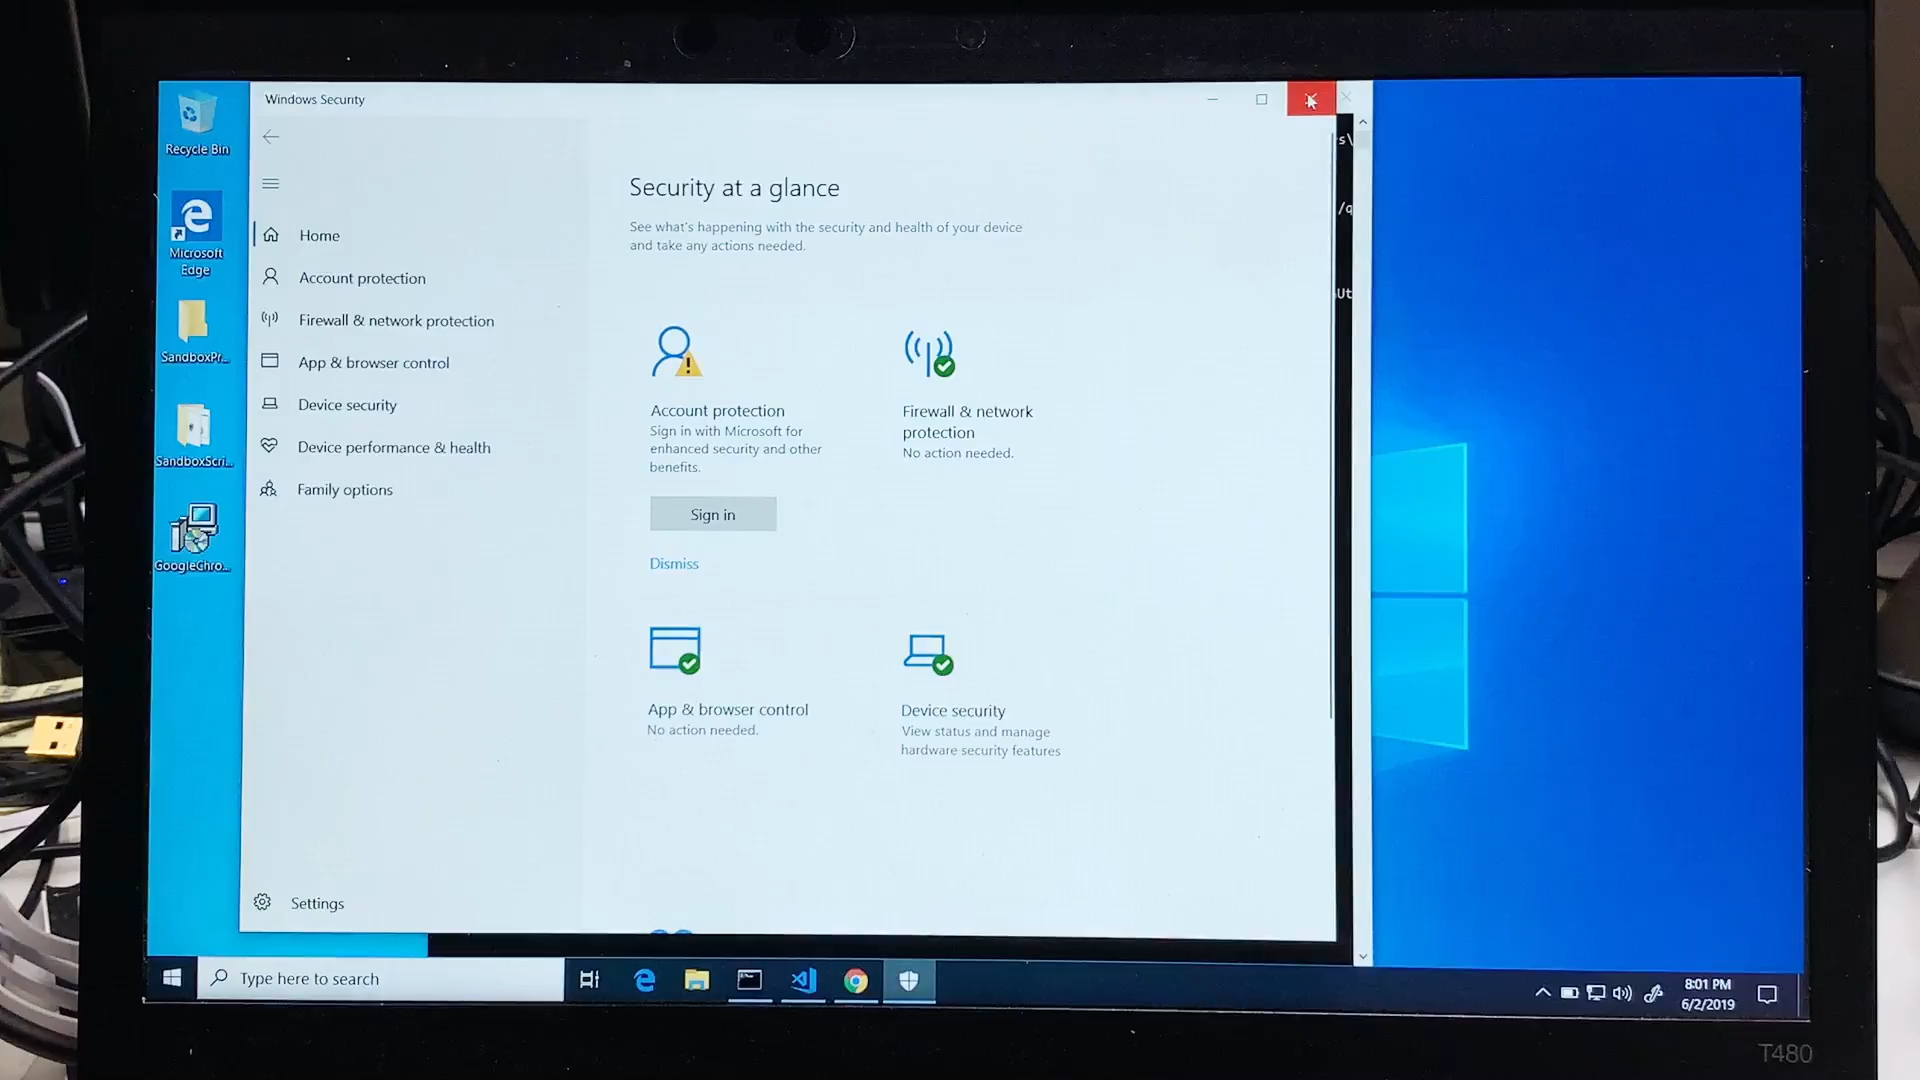 Windows Security
Recycle Bin
Microsoft
Edge
SandboxPr...
SandboxScri...
GoogleChro...
Home
Account protection
Firewall & network protection
App & browser control
Device security
Device performance & health
Family options
Settings
Security at a glance
See what's happening with the security and health of your device
and take any actions needed.
Account protection
Sign in with Microsoft for
enhanced security and other
benefits.
Sign in
Dismiss
Firewall & network
protection
No action needed.
App & browser control
No action needed.
Device security
View status and manage
hardware security features
s\
/q
Ut
Type here to search
8:01 PM
6/2/2019
T480